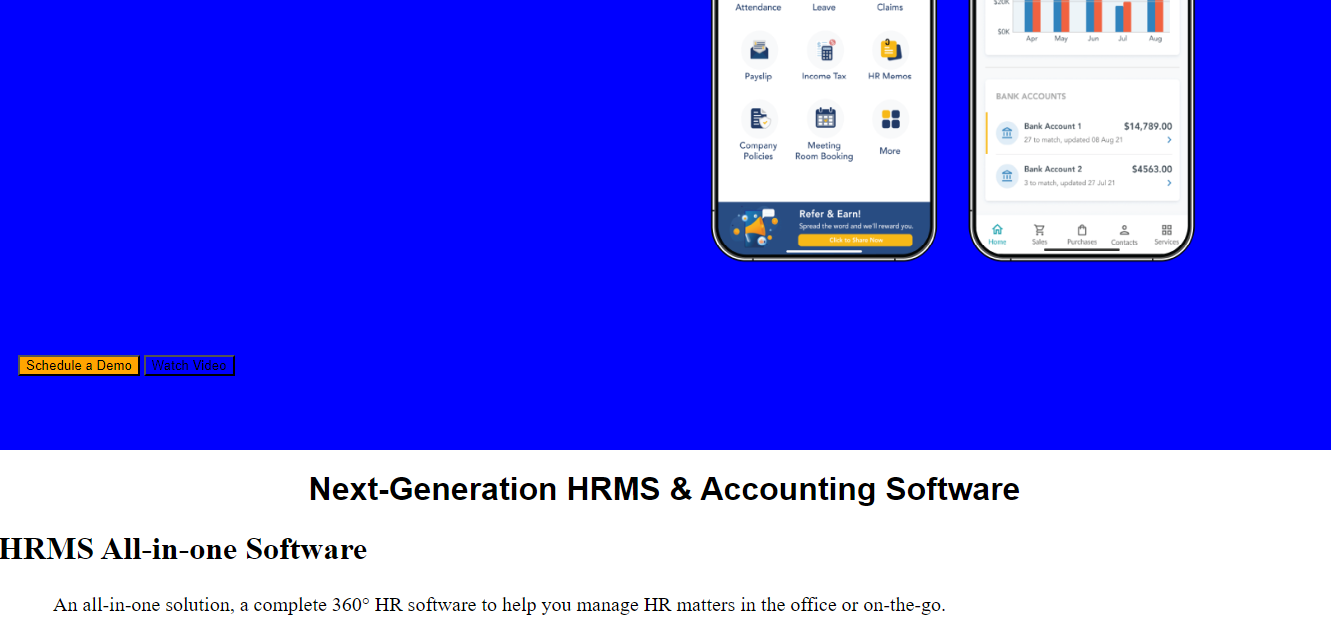 Attendance Leave Claims
Payslip Income Tax HR Memos
Company Policies
Meeting Room Booking
More
Refer & Earn!
Spread the word and we'll reward you.
Click to Share Now
$20K
$0K
Apr May Jun Jul Aug
BANK ACCOUNTS
Bank Account 1 $14,789.00
27 to match, updated 08 Aug 21
Bank Account 2 $4563.00
3 to match, updated 27 Jul 21
Home Sales Purchases Contacts Services
Schedule a Demo Watch Video
Next-Generation HRMS & Accounting Software
HRMS All-in-one Software
An all-in-one solution, a complete 360° HR software to help you manage HR matters in the office or on-the-go.